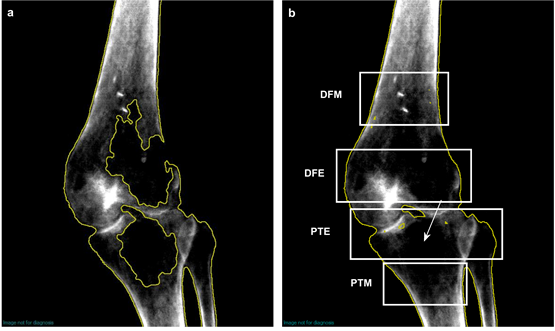 a
b
DFM
DFE
PTE
PTM
Image not for diagnosis
Image not for diagnosis